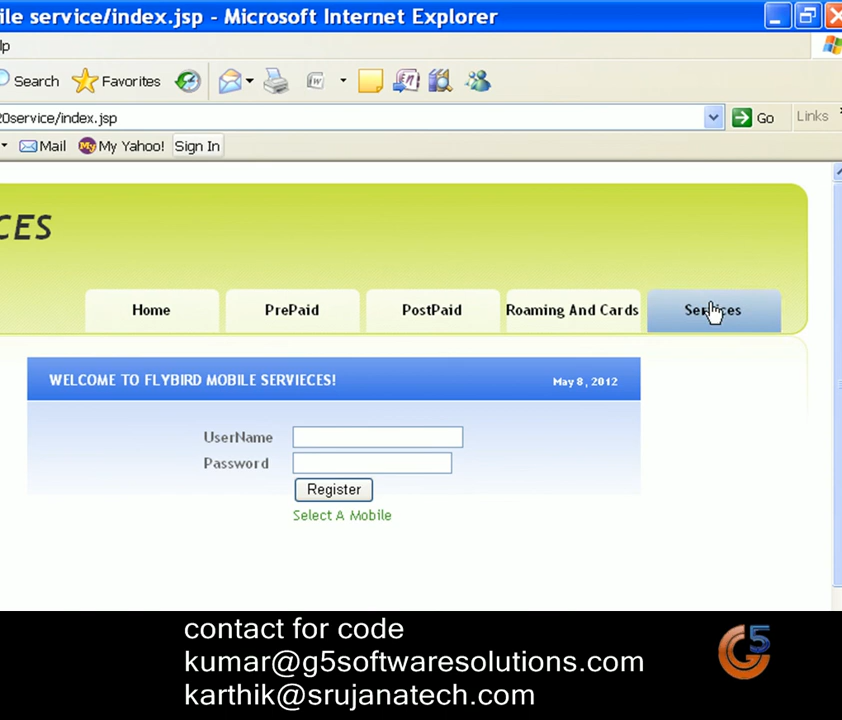 ile service/index.jsp - Microsoft Internet Explorer
lp
Search Favorites
20service/index.jsp Go Links
Mail My Yahoo! Sign In
CES
Home PrePaid PostPaid Roaming And Cards Services
WELCOME TO FLYBIRD MOBILE SERVIECES! May 8, 2012
UserName
Password
Register
Select A Mobile
contact for code
kumar@g5softwaresolutions.com
karthik@srujanatech.com
G5